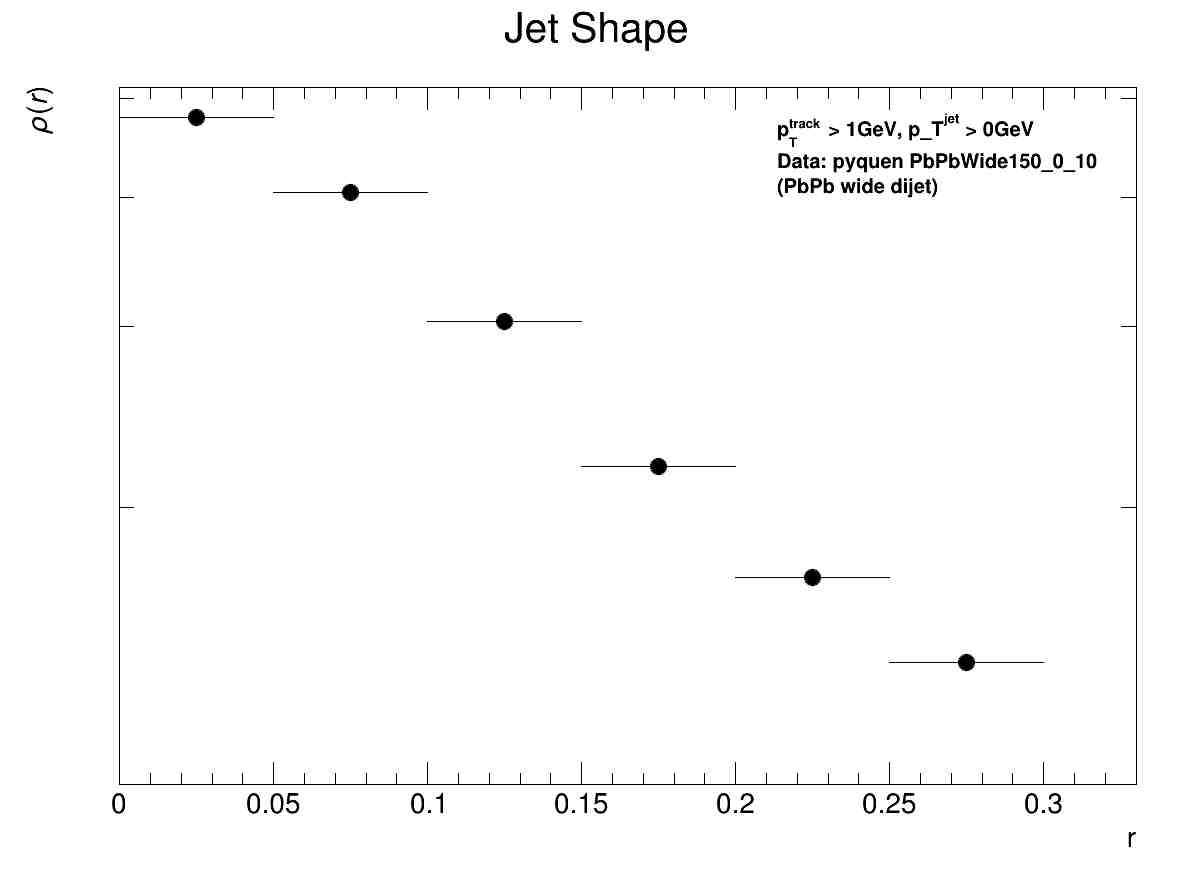 Jet Shape
ρ(r)
p_T^track > 1GeV, p_T^jet > 0GeV
Data: pyquen PbPbWide150_0_10
(PbPb wide dijet)
0 0.05 0.1 0.15 0.2 0.25 0.3
r